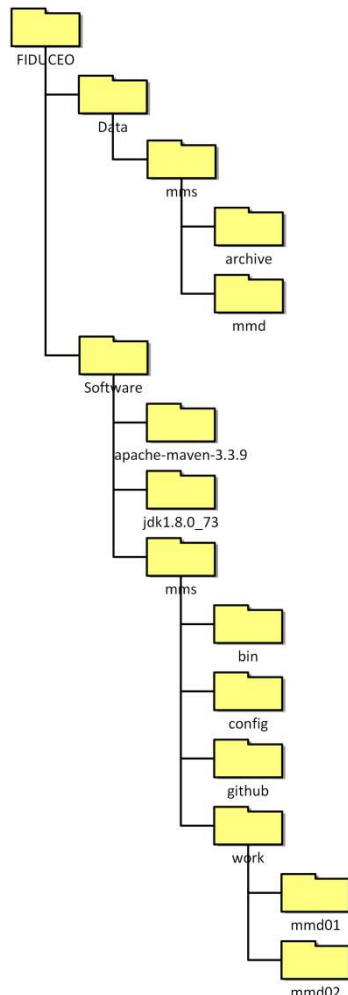 FIDUCEO
Data
mms
archive
mmd
Software
apache-maven-3.3.9
jdk1.8.0_73
mms
bin
config
github
work
mmd01
mmd02